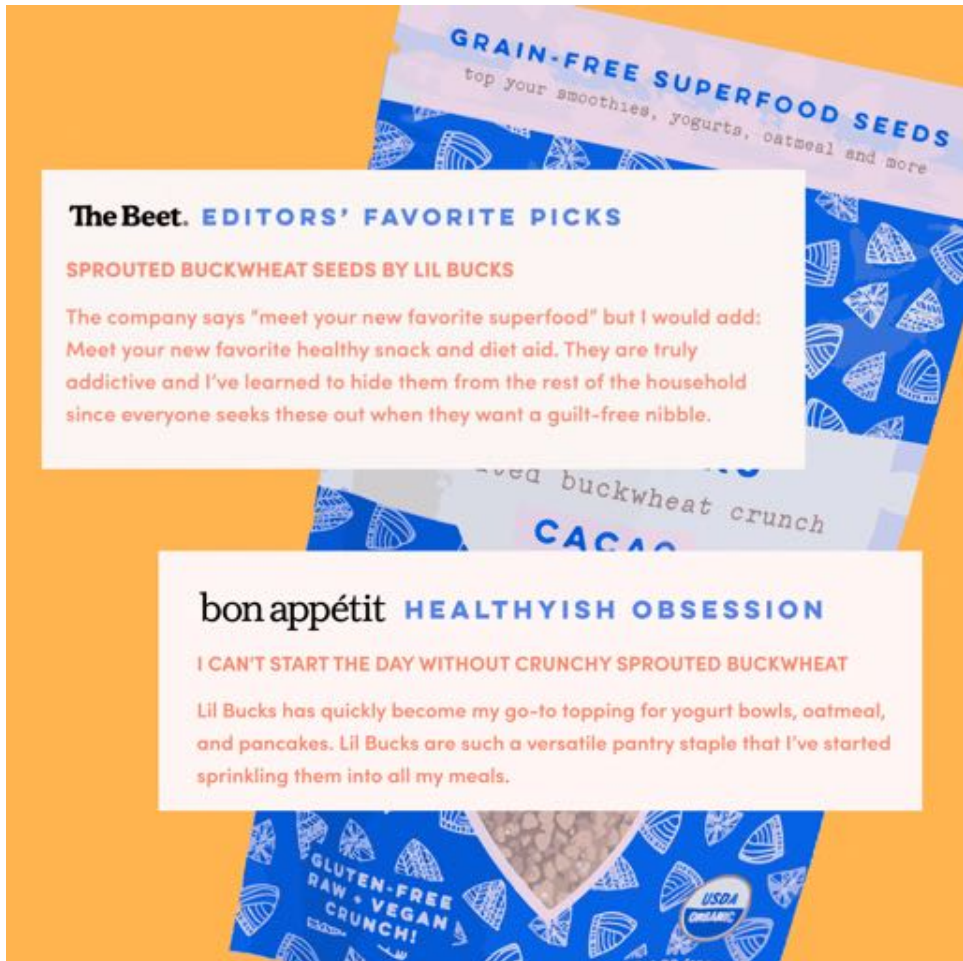 GRAIN-FREE SUPERFOOD SEEDS
top your smoothies, yogurts, oatmeal and more
The Beet. EDITORS’ FAVORITE PICKS
SPROUTED BUCKWHEAT SEEDS BY LIL BUCKS
The company says “meet your new favorite superfood” but I would add:
Meet your new favorite healthy snack and diet aid. They are truly
addictive and I’ve learned to hide them from the rest of the household
since everyone seeks these out when they want a guilt-free nibble.
buckwheat crunch
CACAO
bon appétit HEALTHYISH OBSESSION
I CAN’T START THE DAY WITHOUT CRUNCHY SPROUTED BUCKWHEAT
Lil Bucks has quickly become my go-to topping for yogurt bowls, oatmeal,
and pancakes. Lil Bucks are such a versatile pantry staple that I’ve started
sprinkling them into all my meals.
GLUTEN-FREE
RAW + VEGAN
CRUNCH!
USDA
ORGANIC